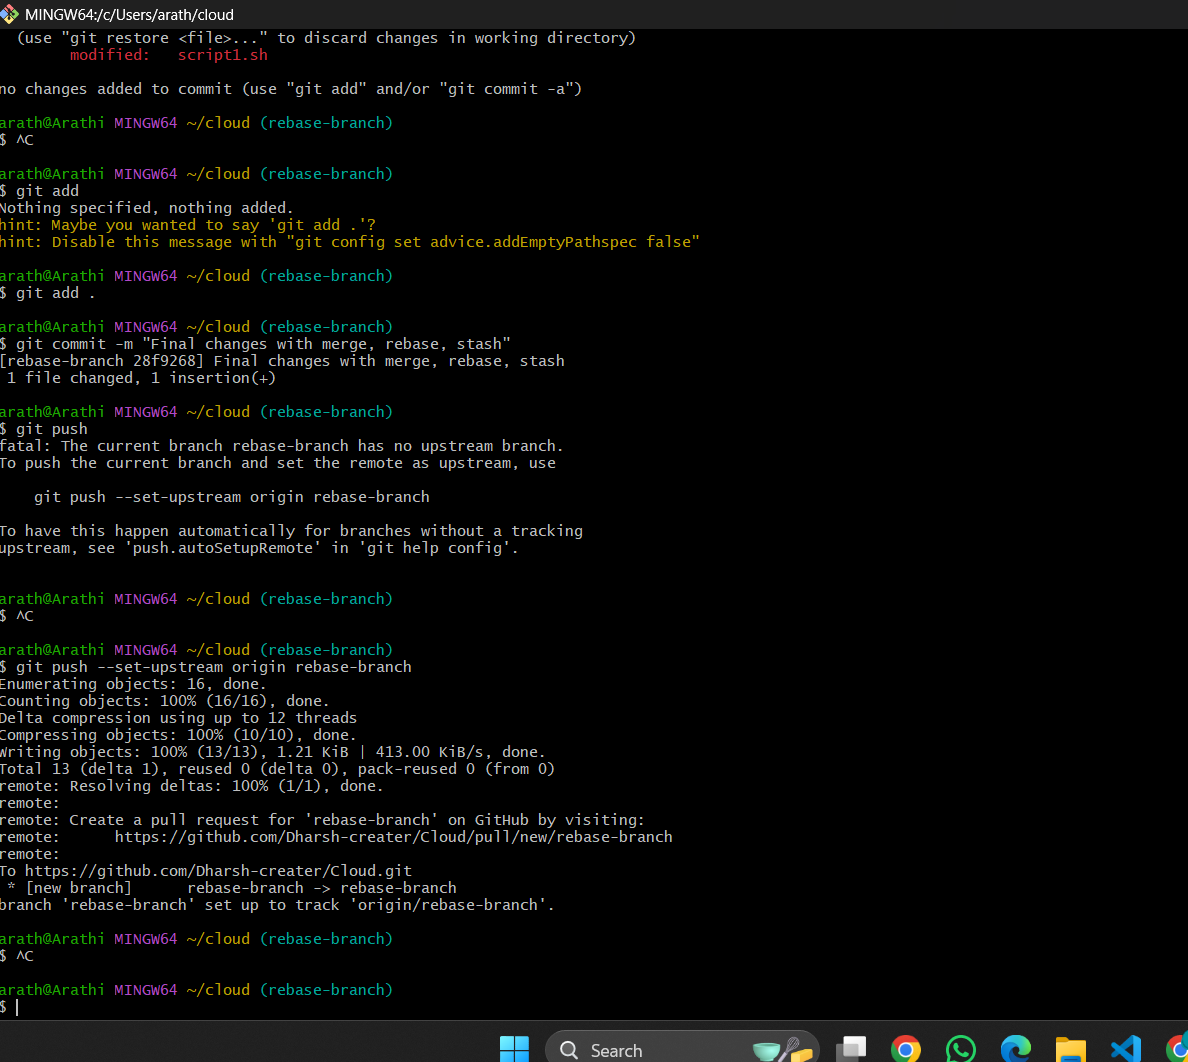 MINGW64:/c/Users/arath/cloud
(use "git restore <file>..." to discard changes in working directory)
modified: script1.sh
no changes added to commit (use "git add" and/or "git commit -a")
arath@Arathi MINGW64 ~/cloud (rebase-branch)
$ ^C
arath@Arathi MINGW64 ~/cloud (rebase-branch)
$ git add
Nothing specified, nothing added.
hint: Maybe you wanted to say 'git add .'?
hint: Disable this message with "git config set advice.addEmptyPathspec false"
arath@Arathi MINGW64 ~/cloud (rebase-branch)
$ git add .
arath@Arathi MINGW64 ~/cloud (rebase-branch)
$ git commit -m "Final changes with merge, rebase, stash"
[rebase-branch 28f9268] Final changes with merge, rebase, stash
1 file changed, 1 insertion(+)
arath@Arathi MINGW64 ~/cloud (rebase-branch)
$ git push
fatal: The current branch rebase-branch has no upstream branch.
To push the current branch and set the remote as upstream, use
git push --set-upstream origin rebase-branch
To have this happen automatically for branches without a tracking
upstream, see 'push.autoSetupRemote' in 'git help config'.
arath@Arathi MINGW64 ~/cloud (rebase-branch)
$ ^C
arath@Arathi MINGW64 ~/cloud (rebase-branch)
$ git push --set-upstream origin rebase-branch
Enumerating objects: 16, done.
Counting objects: 100% (16/16), done.
Delta compression using up to 12 threads
Compressing objects: 100% (10/10), done.
Writing objects: 100% (13/13), 1.21 KiB | 413.00 KiB/s, done.
Total 13 (delta 1), reused 0 (delta 0), pack-reused 0 (from 0)
remote: Resolving deltas: 100% (1/1), done.
remote:
remote: Create a pull request for 'rebase-branch' on GitHub by visiting:
remote: https://github.com/Dharsh-creater/Cloud/pull/new/rebase-branch
remote:
To https://github.com/Dharsh-creater/Cloud.git
* [new branch] rebase-branch -> rebase-branch
branch 'rebase-branch' set up to track 'origin/rebase-branch'.
arath@Arathi MINGW64 ~/cloud (rebase-branch)
$ ^C
arath@Arathi MINGW64 ~/cloud (rebase-branch)
$
Search